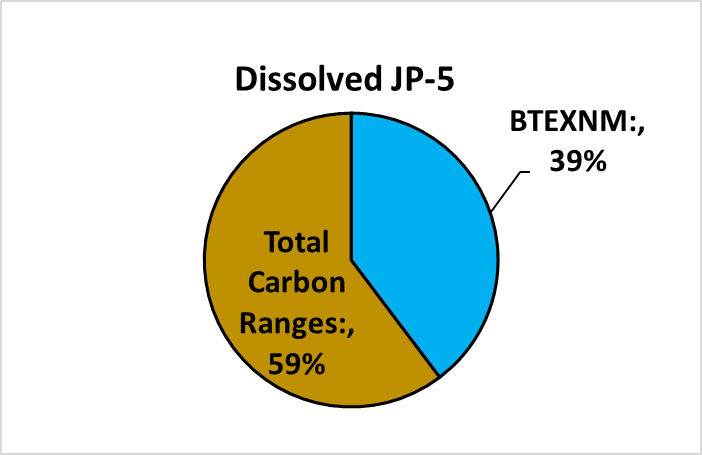 Dissolved JP-5
BTEXNM:,
39%
Total
Carbon
Ranges:,
59%